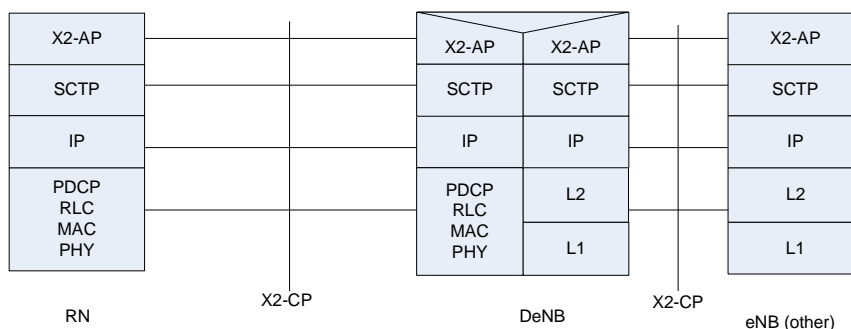 X2-AP
X2-AP X2-AP
X2-AP
SCTP
SCTP SCTP
SCTP
IP
IP IP
IP
PDCP
RLC
MAC
PHY
PDCP
RLC
MAC
PHY
L2
L1
L2
L1
RN
X2-CP
DeNB
X2-CP
eNB (other)